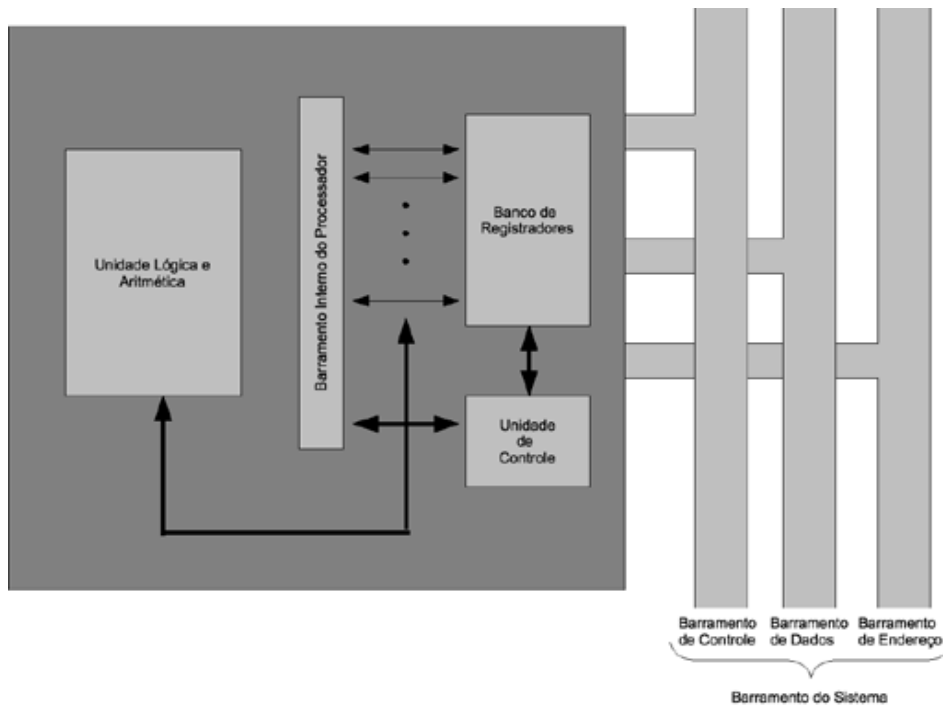 Unidade Lógica e
Aritmética
Barramento Interno do Processador
Banco de
Registradores
Unidade
de
Controle
Barramento
de Controle
Barramento
de Dados
Barramento
de Endereço
Barramento do Sistema